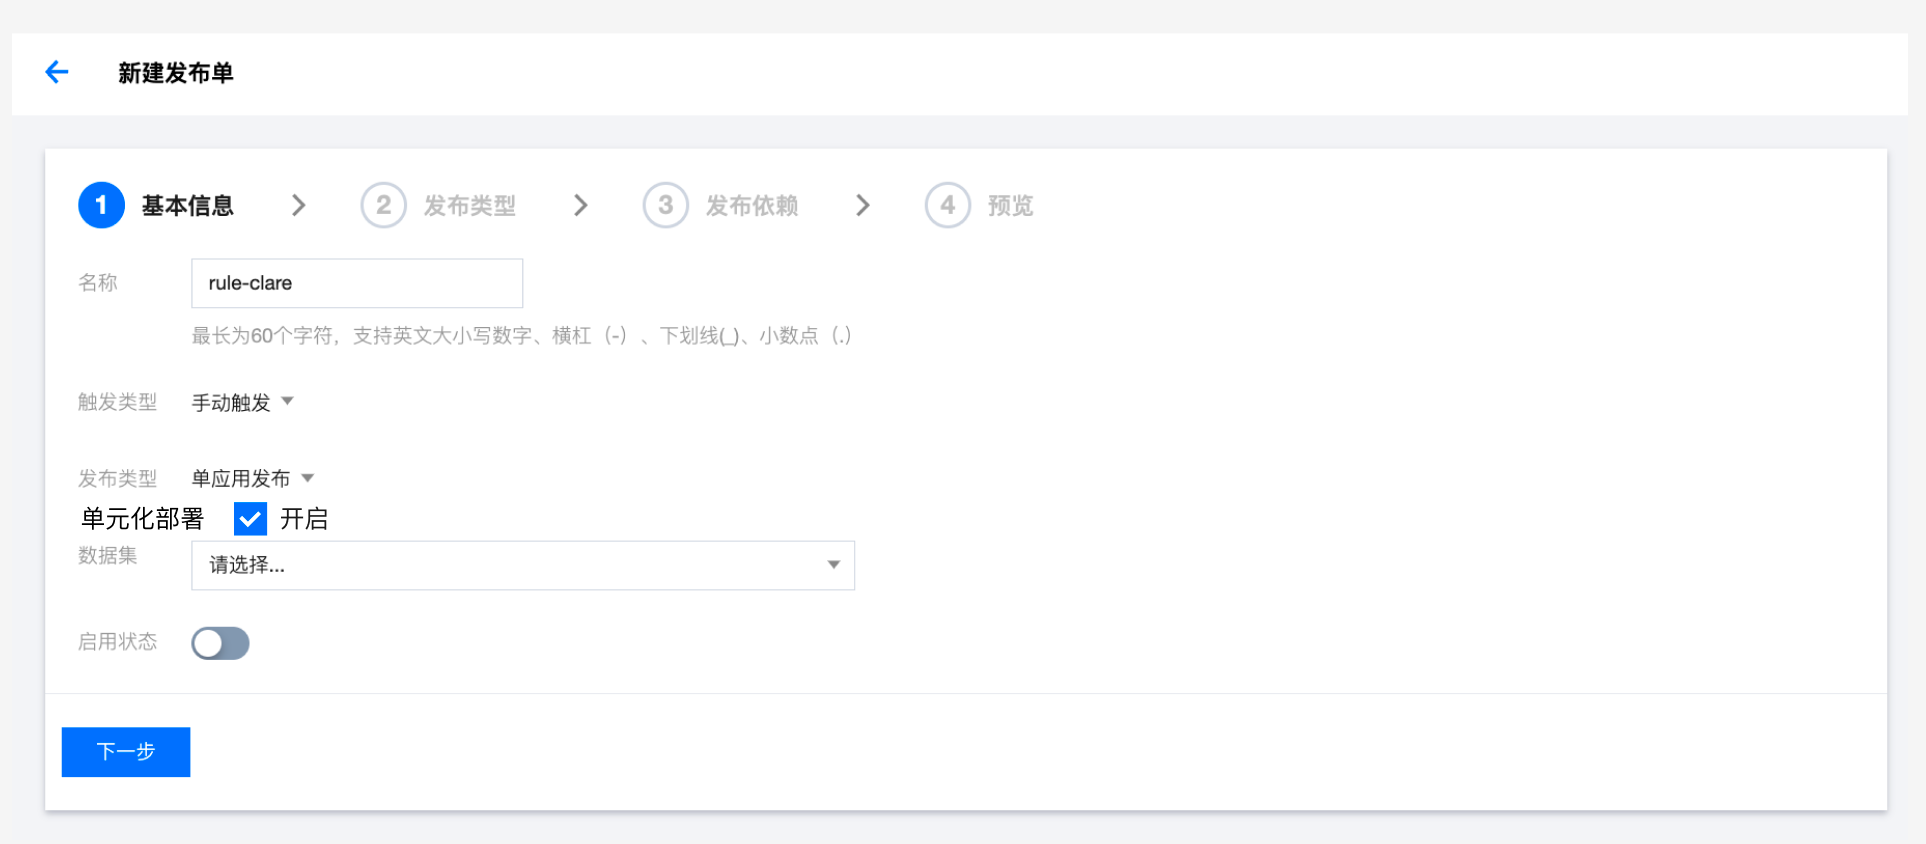 新建发布单
1 基本信息 2 发布类型 3 发布依赖 4 预览
名称 rule-clare
最长为60个字符，支持英文大小写数字、横杠（-）、下划线(_)、小数点（.）
触发类型 手动触发
发布类型 单应用发布
单元化部署 开启
数据集 请选择...
启用状态
下一步